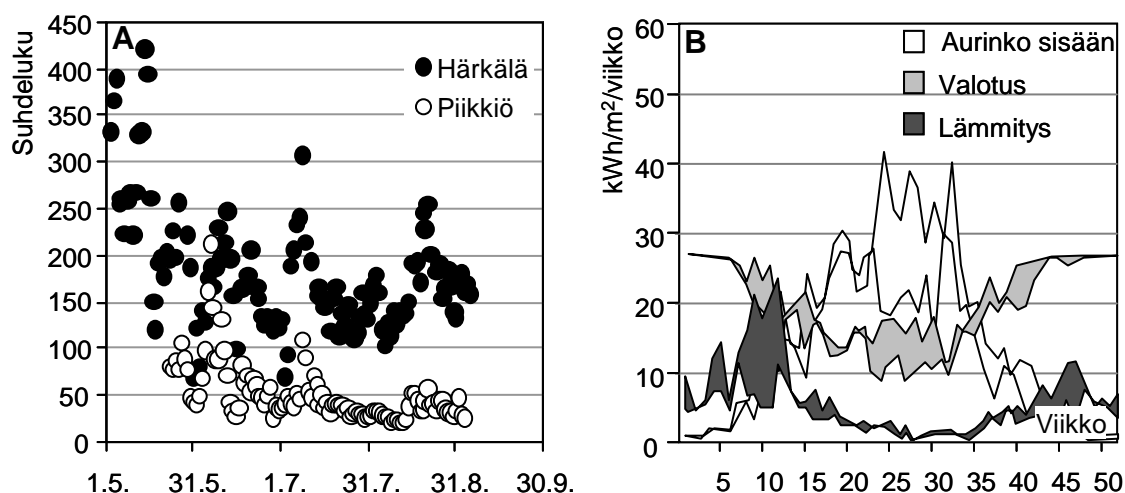 A
Suhdeluku
450
400
350
300
250
200
150
100
50
0
Härkälä
Piikkiö
1.5. 31.5. 1.7. 31.7. 31.8. 30.9.
B
kWh/m²/viikko
60
50
40
30
20
10
0
Aurinko sisään
Valotus
Lämmitys
Viikko
5 10 15 20 25 30 35 40 45 50